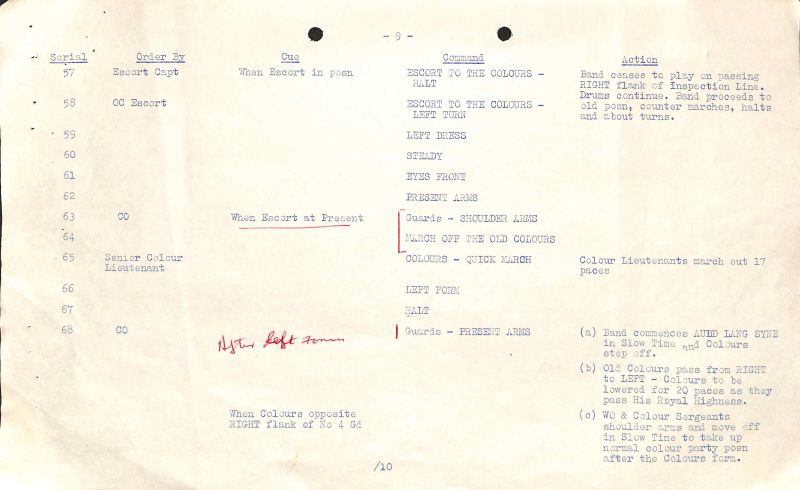 - 9 -
Serial Order By Cue Command Action
57 Escort Capt When Escort in posn ESCORT TO THE COLOURS - Band ceases to play on passing
HALT RIGHT flank of Inspection Line.
58 OC Escort ESCORT TO THE COLOURS - Drums continue. Band proceeds to
LEFT TURN old posn, counter marches, halts
and about turns.
59 LEFT DRESS
60 STEADY
61 EYES FRONT
62 PRESENT ARMS
63 CO When Escort at Present Guards - SHOULDER ARMS
64 MARCH OFF THE OLD COLOURS
65 Senior Colour COLOURS - QUICK MARCH Colour Lieutenants march out 17
Lieutenant paces
66 LEFT FORM
67 HALT
68 CO Guards - PRESENT ARMS (a) Band commences AUDD LANG SYNE
After left form in Slow Time and Colours
step off.
(b) Old Colours pass from RIGHT
to LEFT - Colours to be
lowered for 20 paces as they
pass His Royal Highness.
When Colours opposite (c) WO & Colour Sergeants
RIGHT flank of No 4 Gd shoulder arms and move off
in Slow Time to take up
normal colour party posn
after the Colours form.
/10